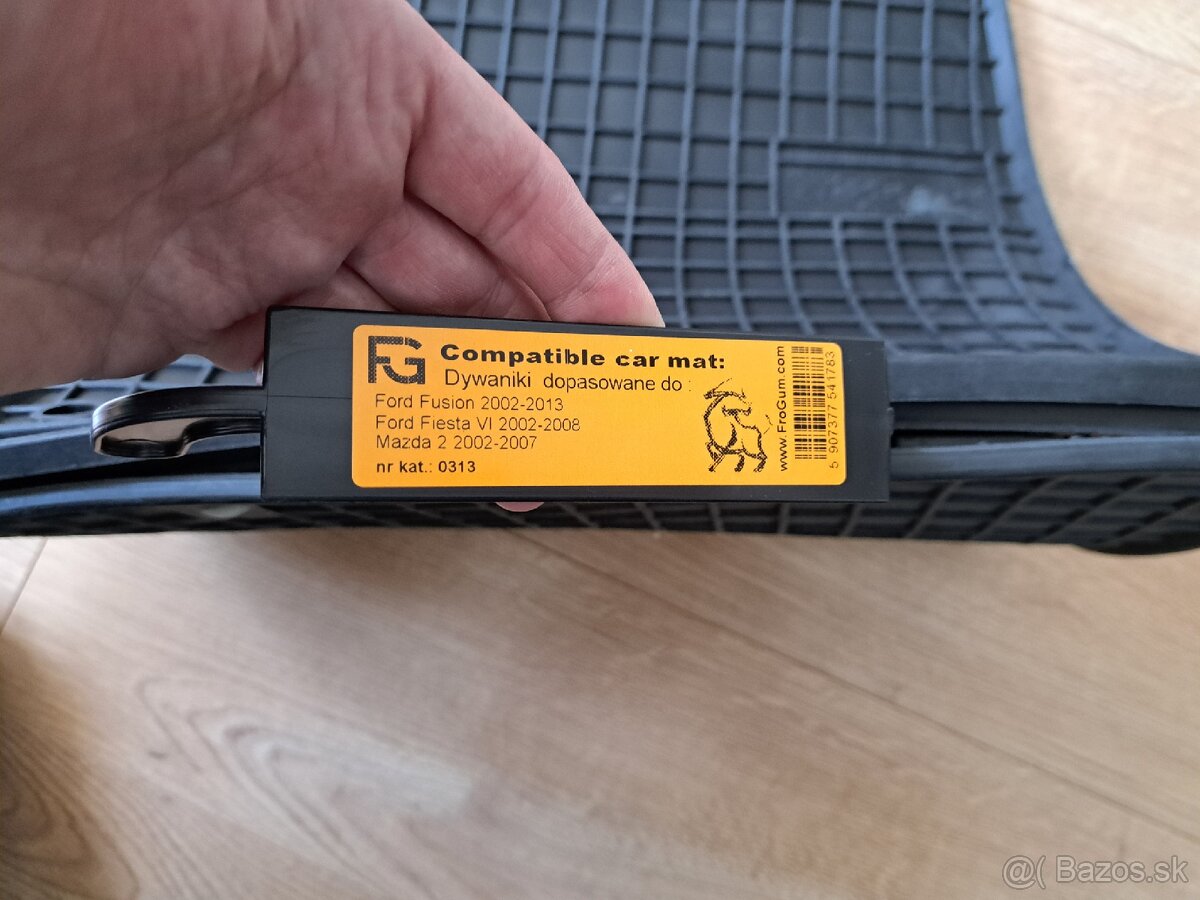 FG
Compatible car mat:
Dywaniki dopasowane do :
Ford Fusion 2002-2013
Ford Fiesta VI 2002-2008
Mazda 2 2002-2007
nr kat.: 0313
www.FroGum.com
5 907377 541783
@( Bazos.sk